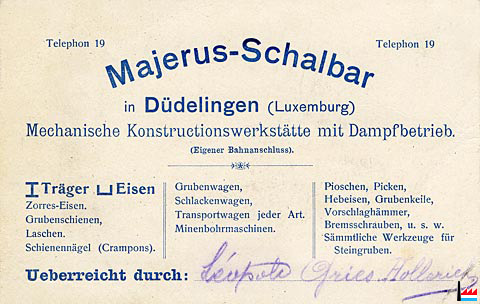 Telephon 19
Telephon 19
Majerus-Schalbar
in Düdelingen (Luxemburg)
Mechanische Konstructionswerkstätte mit Dampfbetrieb.
(Eigener Bahnanschluss).
I Träger ⊔ Eisen
Zorres-Eisen.
Grubenschienen,
Laschen.
Schienennägel (Crampons).
Grubenwagen,
Schlackenwagen,
Transportwagen jeder Art.
Minenbohrmaschinen.
Pioschen, Picken,
Hebeisen, Grubenkeile,
Vorschlaghämmer,
Bremsschrauben, u. s. w.
Sämmtliche Werkzeuge für
Steingruben.
Ueberreicht durch: Léopold Gries